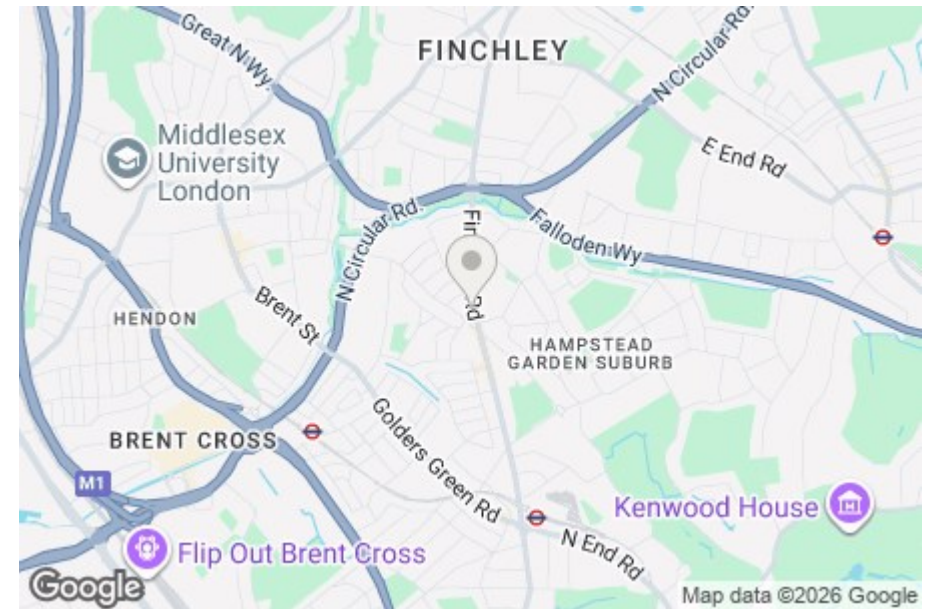 Great N Wy.
FINCHLEY
N Circular Rd.
Middlesex
University
London
E End Rd
N Circular Rd.
Fin
Rd
Falloden Wy
Brent St
HENDON
HAMPSTEAD
GARDEN SUBURB
BRENT CROSS
Golders Green Rd
M1
Kenwood House
N End Rd
Flip Out Brent Cross
Google
Map data ©2026 Google